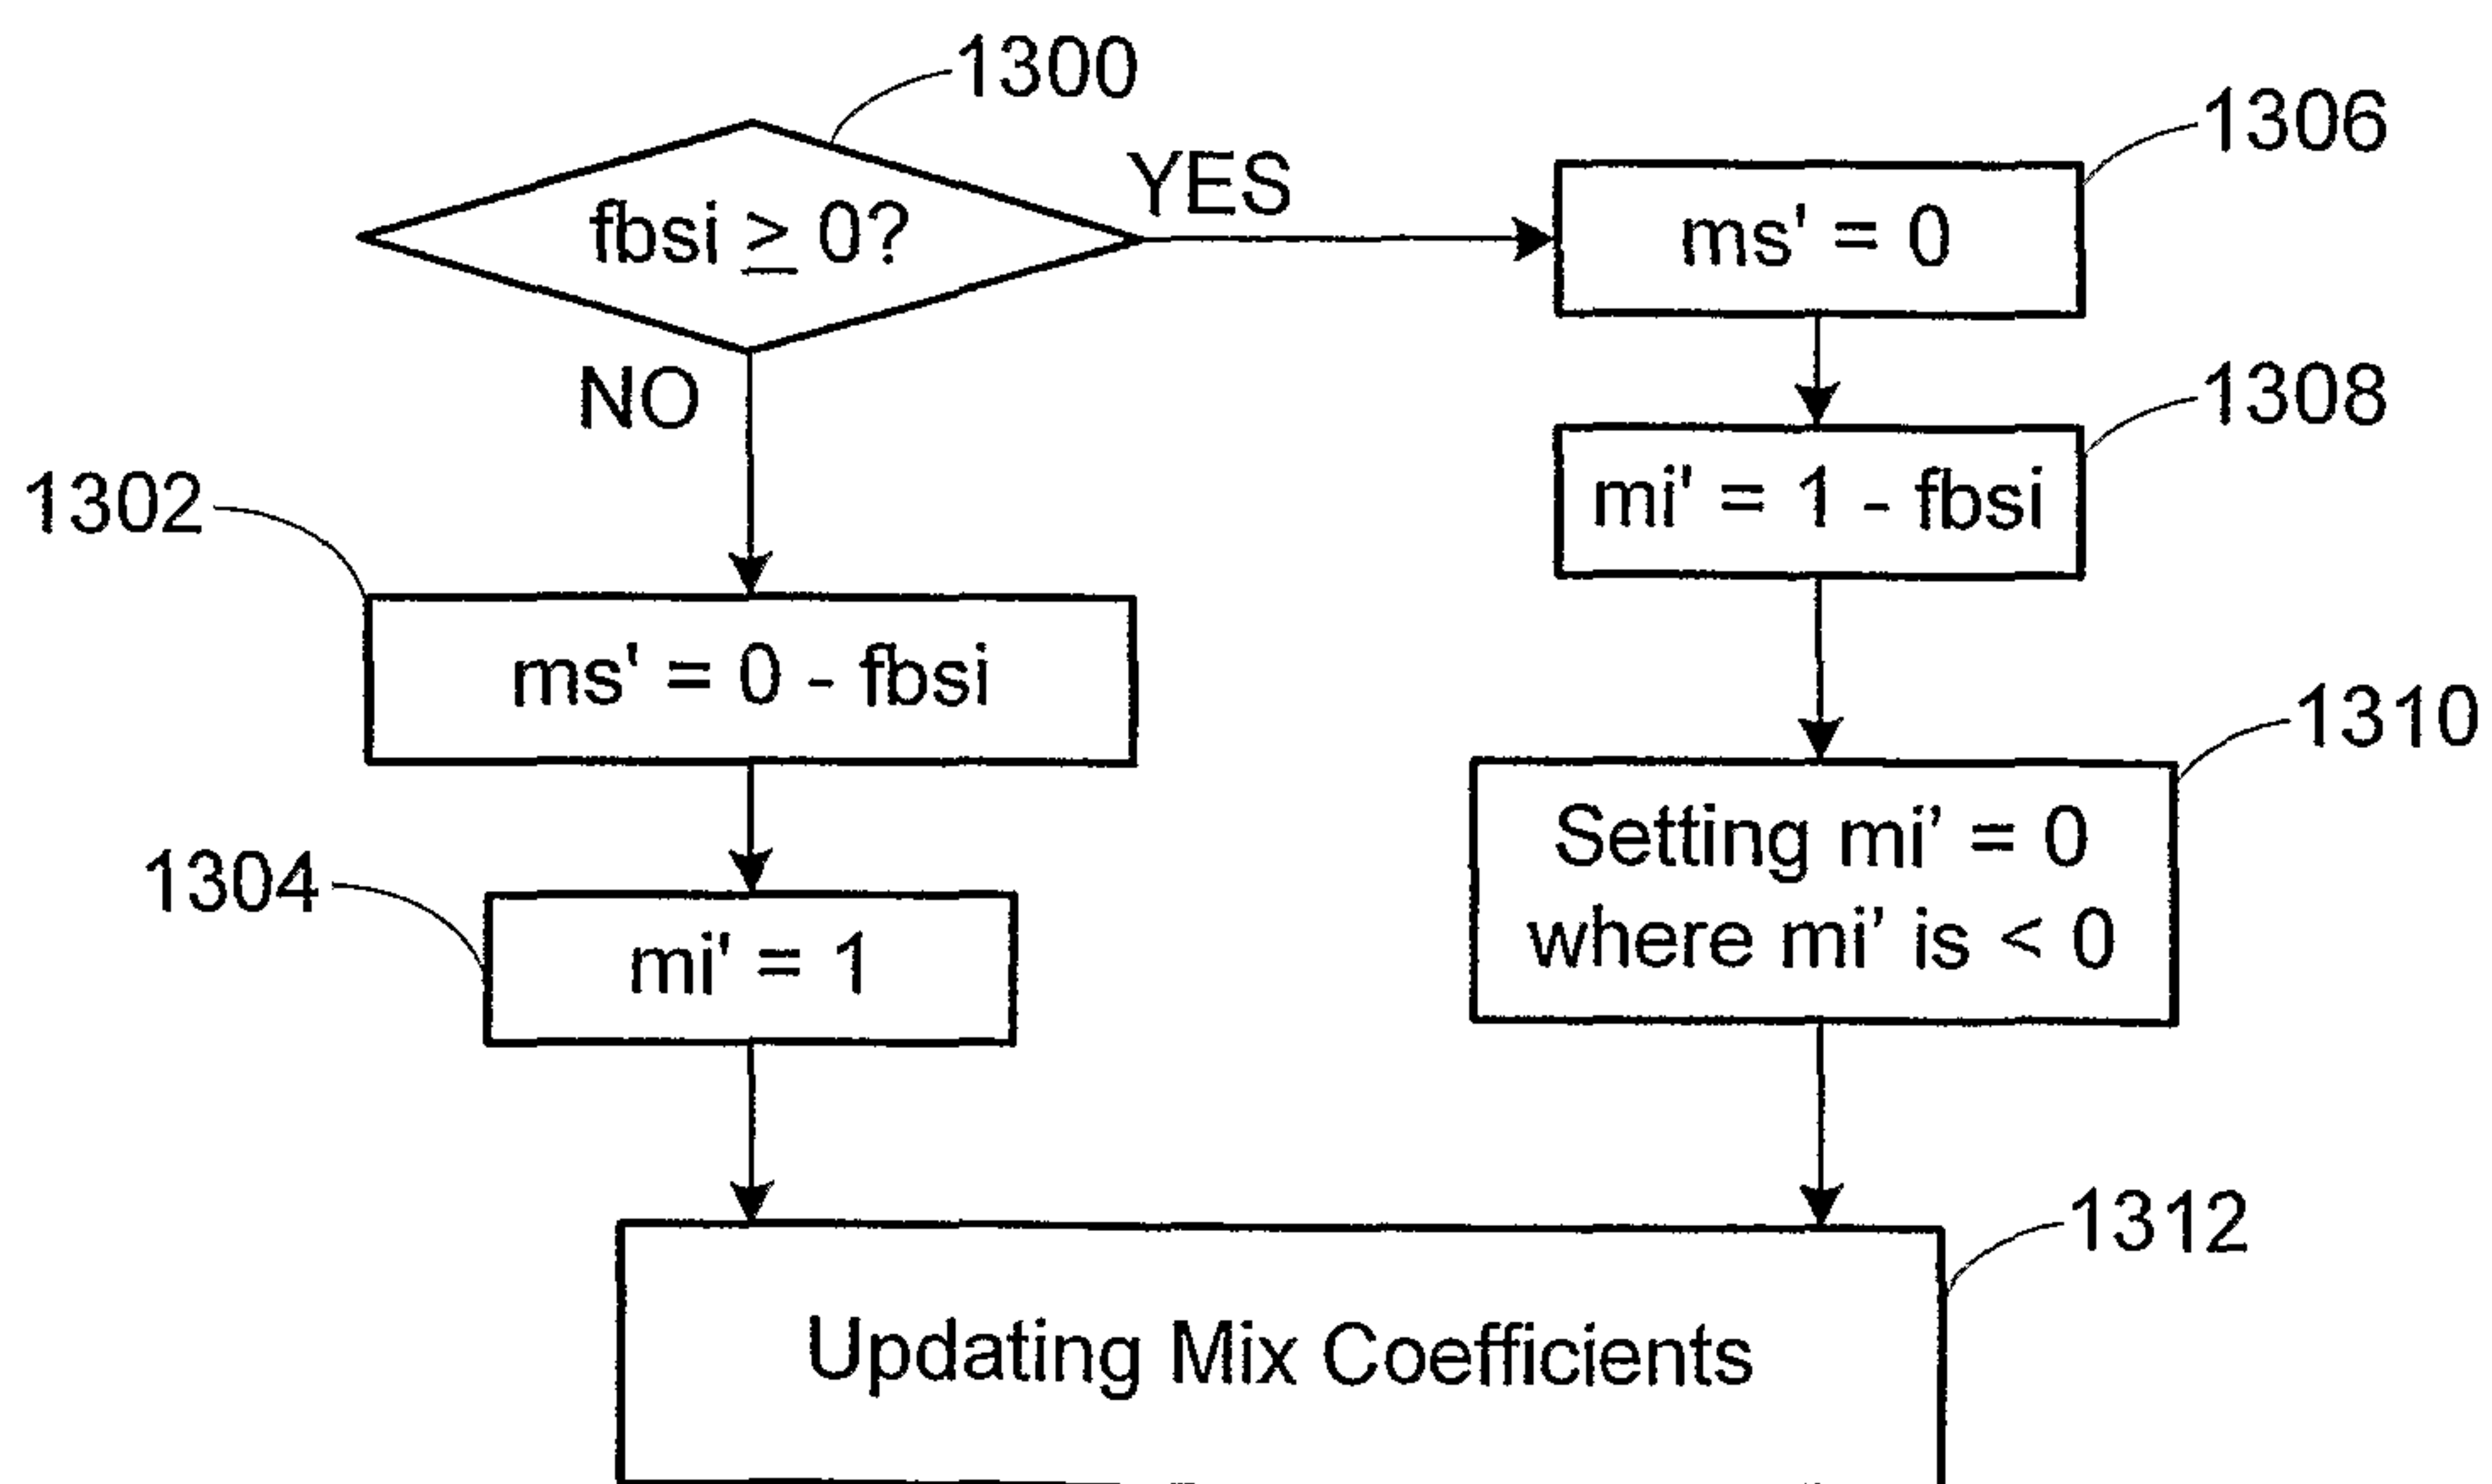 1300
fbsi ≥ 0?
YES
NO
1306
ms' = 0
1308
mi' = 1 - fbsi
1302
ms' = 0 - fbsi
1310
Setting mi’ = 0
where mi’ is < 0
1304
mi' = 1
1312
Updating Mix Coefficients